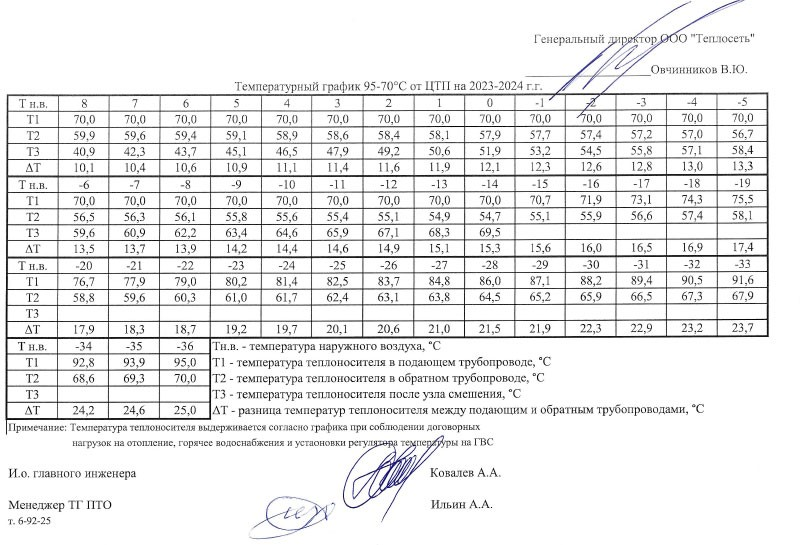 Генеральный директор ООО "Теплосеть"
Овчинников В.Ю.
Температурный график 95-70°С от ЦТП на 2023-2024 г.г.
Т н.в. 8 7 6 5 4 3 2 1 0 -1 -2 -3 -4 -5
Т1 70,0 70,0 70,0 70,0 70,0 70,0 70,0 70,0 70,0 70,0 70,0 70,0 70,0 70,0
Т2 59,9 59,6 59,4 59,1 58,9 58,6 58,4 58,1 57,9 57,7 57,4 57,2 57,0 56,7
Т3 40,9 42,3 43,7 45,1 46,5 47,9 49,2 50,6 51,9 53,2 54,5 55,8 57,1 58,4
ΔТ 10,1 10,4 10,6 10,9 11,1 11,4 11,6 11,9 12,1 12,3 12,6 12,8 13,0 13,3
Т н.в. -6 -7 -8 -9 -10 -11 -12 -13 -14 -15 -16 -17 -18 -19
Т1 70,0 70,0 70,0 70,0 70,0 70,0 70,0 70,0 70,0 70,7 71,9 73,1 74,3 75,5
Т2 56,5 56,3 56,1 55,8 55,6 55,4 55,1 54,9 54,7 55,1 55,9 56,6 57,4 58,1
Т3 59,6 60,9 62,2 63,4 64,6 65,9 67,1 68,3 69,5
ΔТ 13,5 13,7 13,9 14,2 14,4 14,6 14,9 15,1 15,3 15,6 16,0 16,5 16,9 17,4
Т н.в. -20 -21 -22 -23 -24 -25 -26 -27 -28 -29 -30 -31 -32 -33
Т1 76,7 77,9 79,0 80,2 81,4 82,5 83,7 84,8 86,0 87,1 88,2 89,4 90,5 91,6
Т2 58,8 59,6 60,3 61,0 61,7 62,4 63,1 63,8 64,5 65,2 65,9 66,5 67,3 67,9
Т3
ΔТ 17,9 18,3 18,7 19,2 19,7 20,1 20,6 21,0 21,5 21,9 22,3 22,9 23,2 23,7
Т н.в. -34 -35 -36 Тн.в. - температура наружного воздуха, °С
Т1 92,8 93,9 95,0 Т1 - температура теплоносителя в подающем трубопроводе, °С
Т2 68,6 69,3 70,0 Т2 - температура теплоносителя в обратном трубопроводе, °С
Т3 Т3 - температура теплоносителя после узла смешения, °С
ΔТ 24,2 24,6 25,0 ΔТ - разница температур теплоносителя между подающим и обратным трубопроводами, °С
Примечание: Температура теплоносителя выдерживается согласно графика при соблюдении договорных
нагрузок на отопление, горячее водоснабжения и устаоновки регулятора температуры на ГВС
И.о. главного инженера Ковалев А.А.
Менеджер ТГ ПТО Ильин А.А.
т. 6-92-25